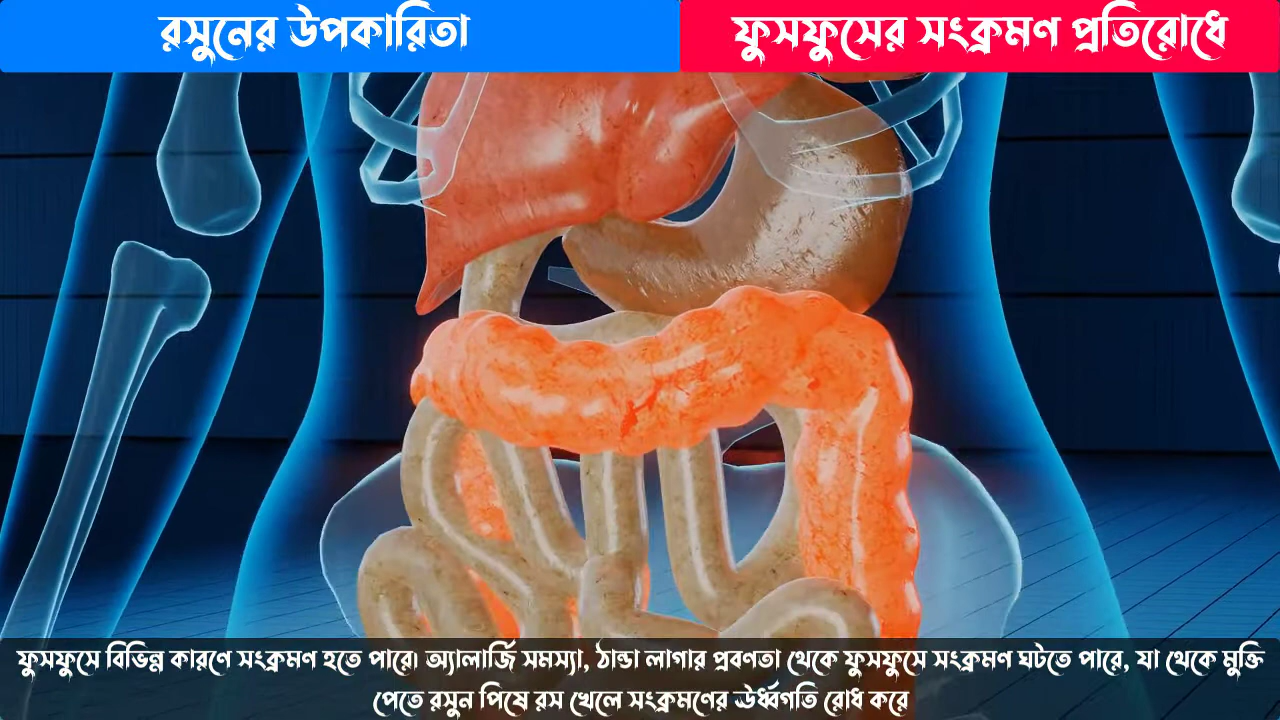 রসুনের উপকারিতা
ফুসফুসের সংক্রমণ প্রতিরোধে
ফুসফুসে বিভিন্ন কারণে সংক্রমণ হতে পারে। অ্যালার্জি সমস্যা, ঠান্ডা লাগার প্রবণতা থেকে ফুসফুসে সংক্রমণ ঘটতে পারে, যা থেকে মুক্তি
পেতে রসুন পিষে রস খেলে সংক্রমণের ঊর্ধ্বগতি রোধ করে